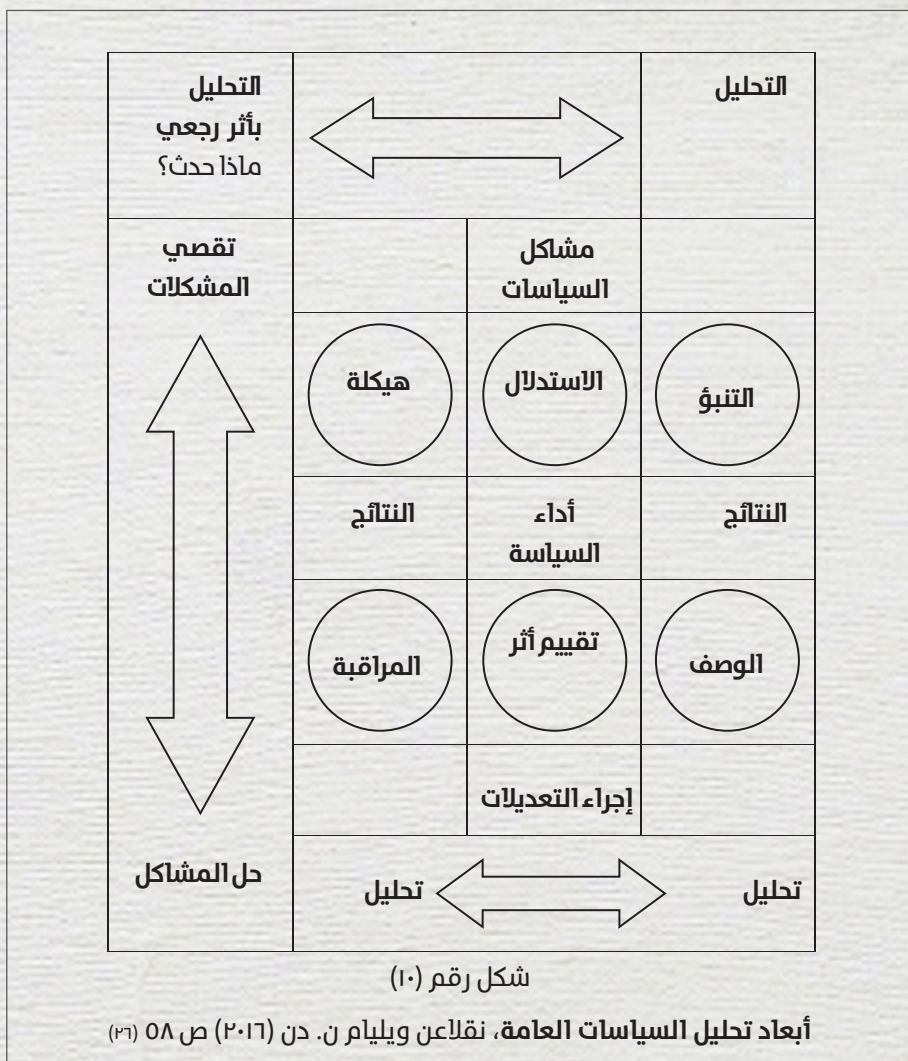 التحليل
التحليل
بأثر رجعي
ماذا حدث؟
تقصي
المشكلات
مشاكل
السياسات
التنبؤ
الاستدلال
هيكلة
النتائج
أداء
السياسة
النتائج
الوصف
تقييم أثر
المراقبة
إجراء التعديلات
تحليل
تحليل
حل المشاكل
شكل رقم (١٠)
أبعاد تحليل السياسات العامة، نقلاعن ويليام ن. دن (٢٠١٦) ص ٥٨ (٢٦)